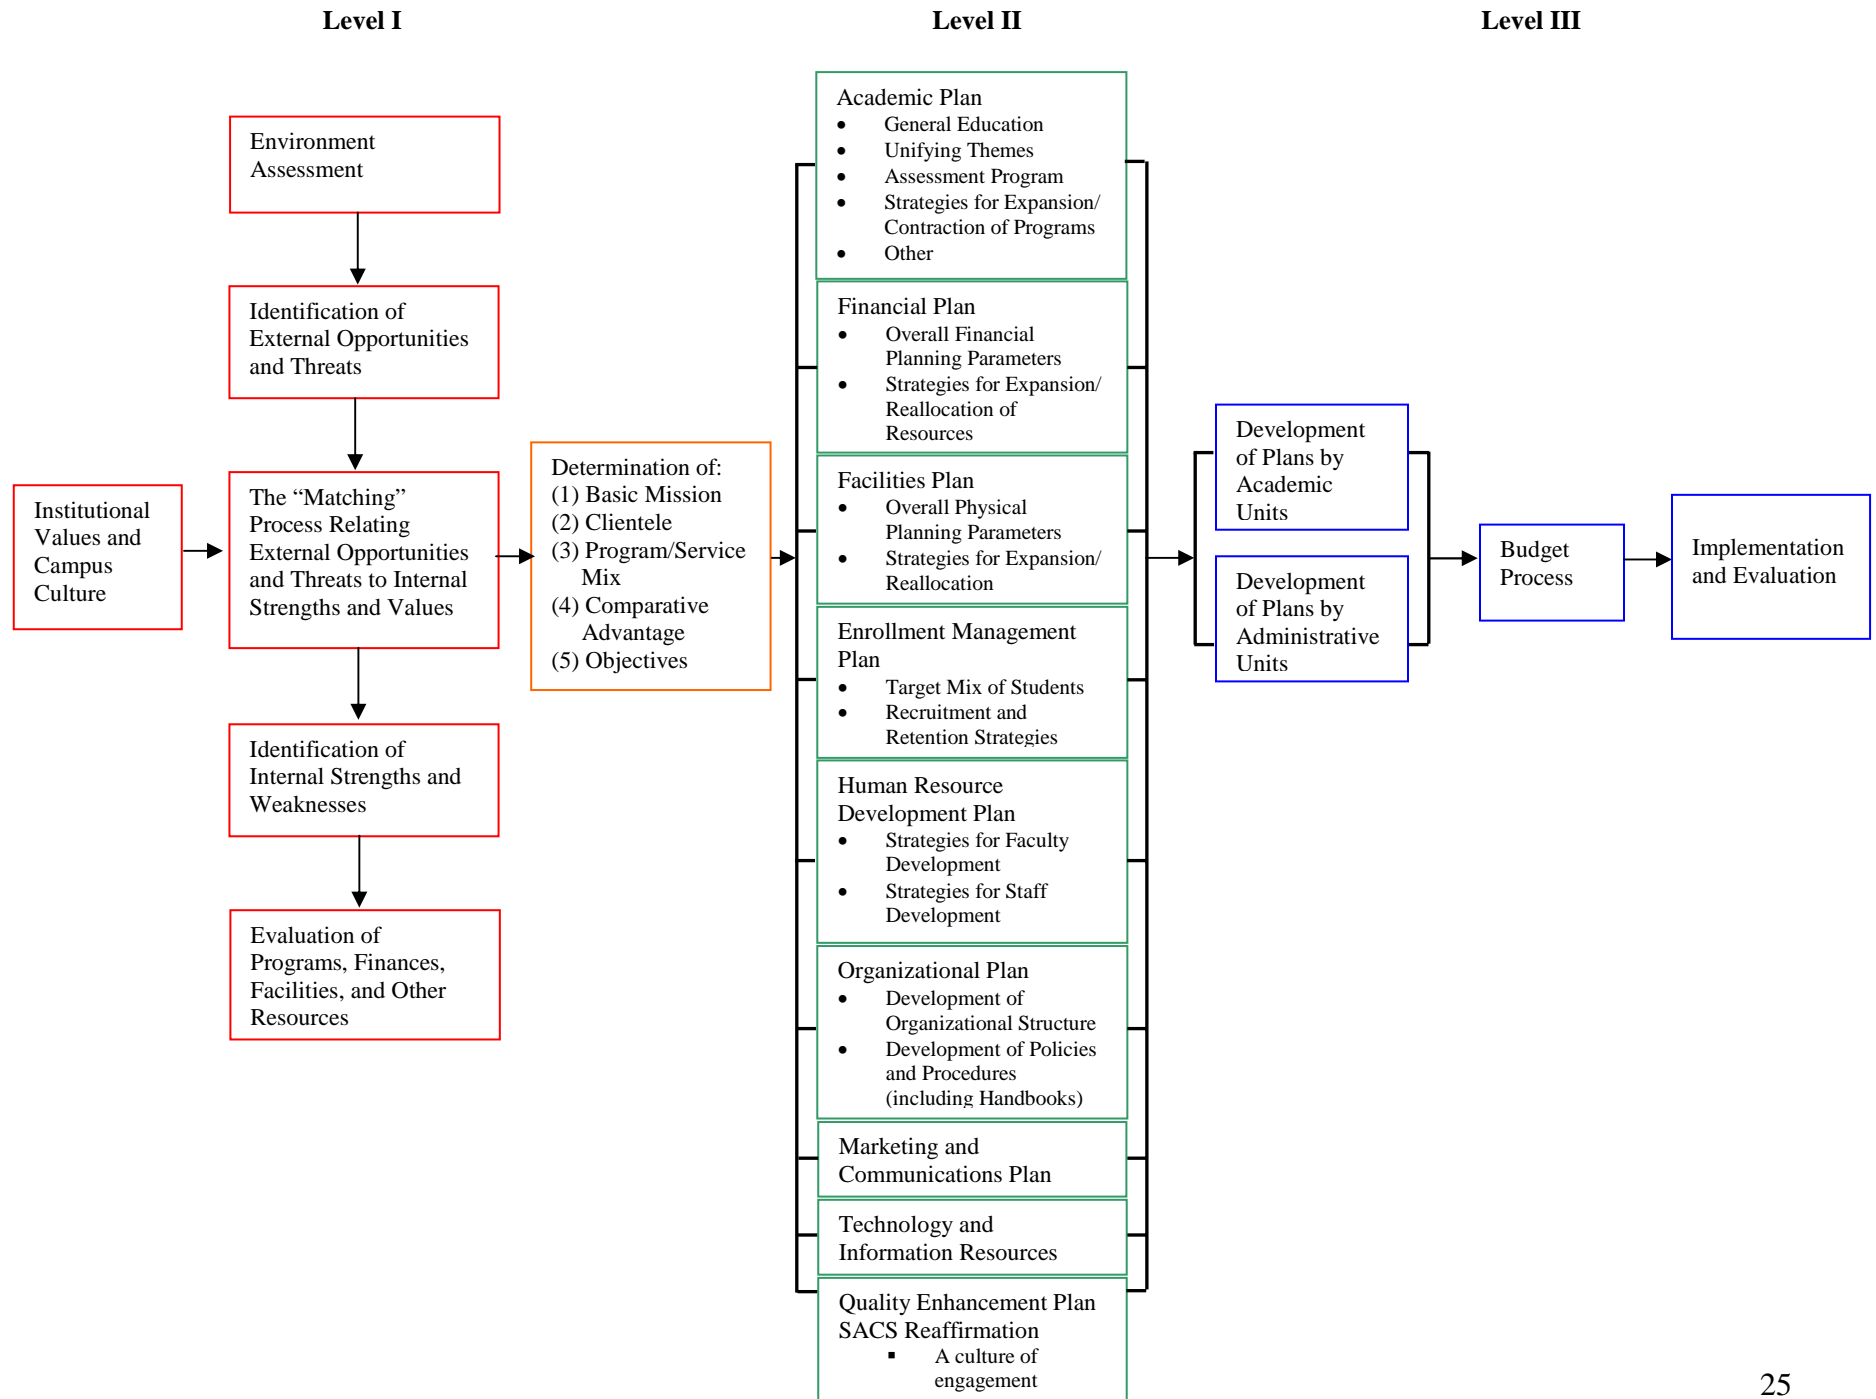 Level I
Level II
Level III
Environment
Assessment
Identification of
External Opportunities
and Threats
Institutional
Values and
Campus
Culture
The “Matching”
Process Relating
External Opportunities
and Threats to Internal
Strengths and Values
Identification of
Internal Strengths and
Weaknesses
Evaluation of
Programs, Finances,
Facilities, and Other
Resources
Determination of:
(1) Basic Mission
(2) Clientele
(3) Program/Service
Mix
(4) Comparative
Advantage
(5) Objectives
Academic Plan
• General Education
• Unifying Themes
• Assessment Program
• Strategies for Expansion/
Contraction of Programs
• Other
Financial Plan
• Overall Financial
Planning Parameters
• Strategies for Expansion/
Reallocation of
Resources
Facilities Plan
• Overall Physical
Planning Parameters
• Strategies for Expansion/
Reallocation
Enrollment Management
Plan
• Target Mix of Students
• Recruitment and
Retention Strategies
Human Resource
Development Plan
• Strategies for Faculty
Development
• Strategies for Staff
Development
Organizational Plan
• Development of
Organizational Structure
• Development of Policies
and Procedures
(including Handbooks)
Marketing and
Communications Plan
Technology and
Information Resources
Quality Enhancement Plan
SACS Reaffirmation
▪ A culture of
engagement
Development
of Plans by
Academic
Units
Development
of Plans by
Administrative
Units
Budget
Process
Implementation
and Evaluation
25